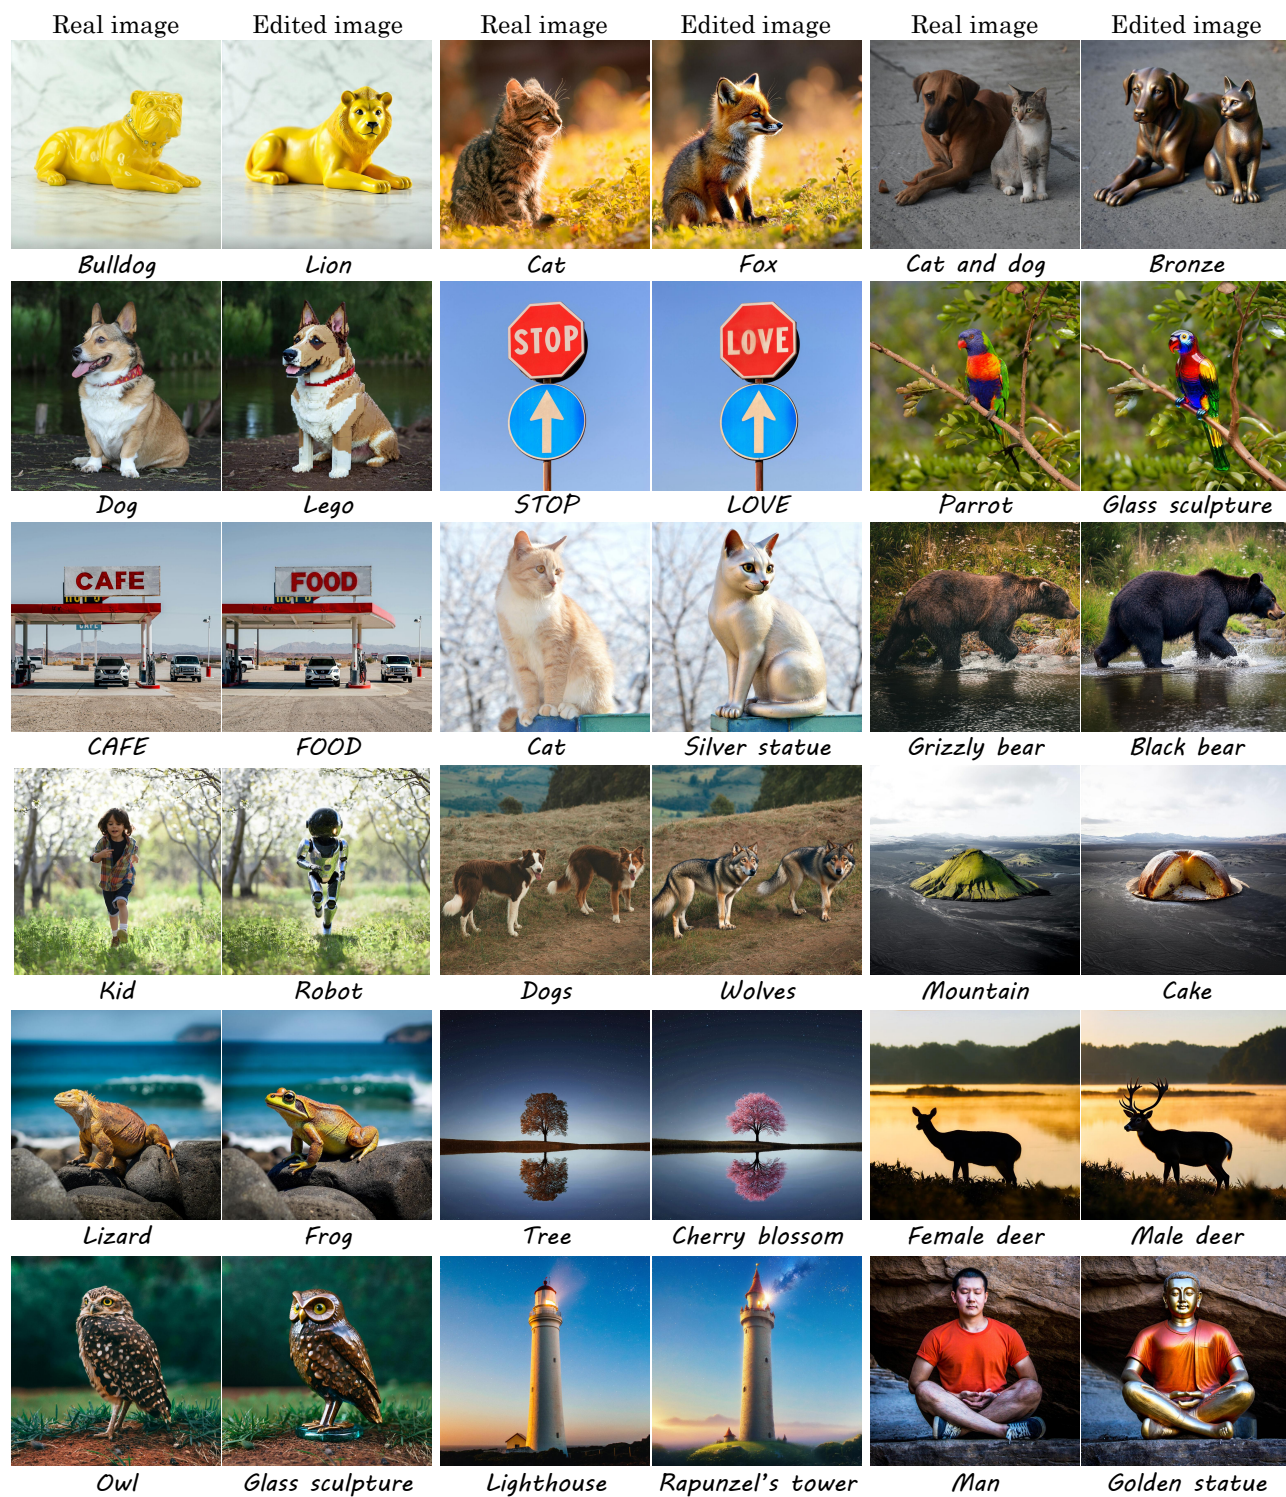 Real image Edited image Real image Edited image Real image Edited image
Bulldog Lion Cat Fox Cat and dog Bronze
STOP LOVE
Dog Lego STOP LOVE Parrot Glass sculpture
CAFE FOOD
CAFE
CAFE FOOD Cat Silver statue Grizzly bear Black bear
Kid Robot Dogs Wolves Mountain Cake
Lizard Frog Tree Cherry blossom Female deer Male deer
Owl Glass sculpture Lighthouse Rapunzel's tower Man Golden statue